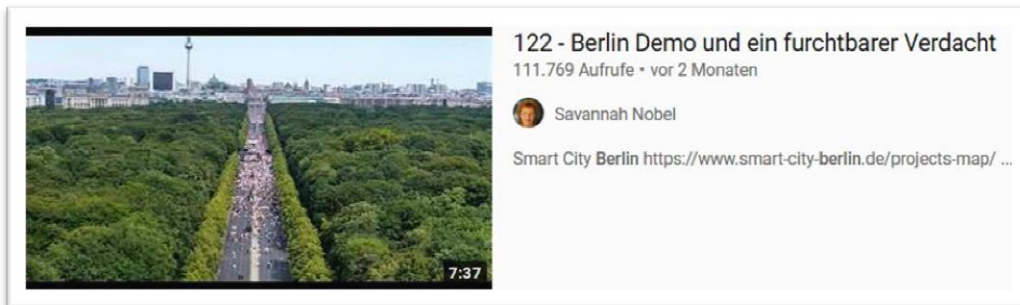 122 - Berlin Demo und ein furchtbarer Verdacht
111.769 Aufrufe • vor 2 Monaten
Savannah Nobel
Smart City Berlin https://www.smart-city-berlin.de/projects-map/ ...
7:37